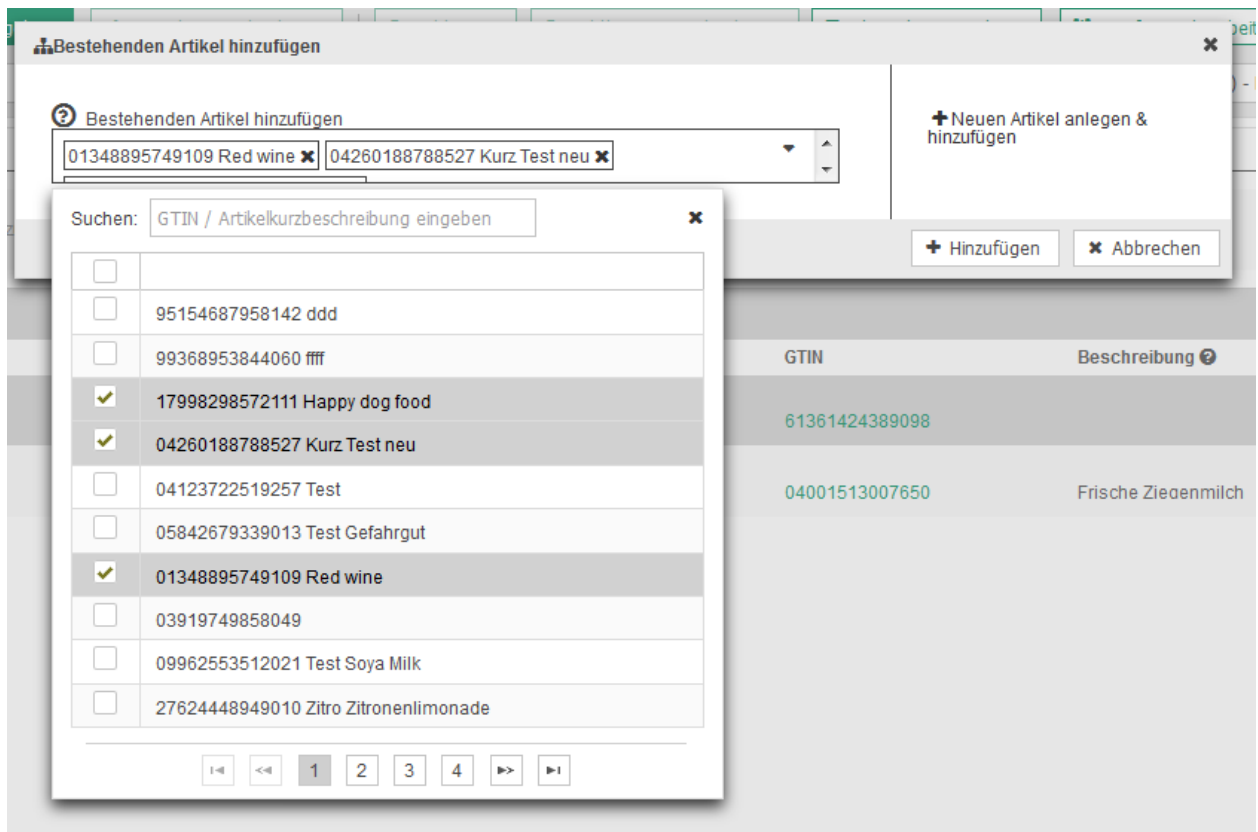 Bestehenden Artikel hinzufügen
Bestehenden Artikel hinzufügen
01348895749109 Red wine 04260188788527 Kurz Test neu
Neuen Artikel anlegen &
hinzufügen
Suchen: GTIN / Artikelkurzbeschreibung eingeben
Hinzufügen Abbrechen
95154687958142 ddd
99368953844060 ffff
17998298572111 Happy dog food
04260188788527 Kurz Test neu
04123722519257 Test
05842679339013 Test Gefahrgut
01348895749109 Red wine
03919749858049
09962553512021 Test Soya Milk
27624448949010 Zitro Zitronenlimonade
1 2 3 4
GTIN Beschreibung
61361424389098
04001513007650 Frische Ziegenmilch